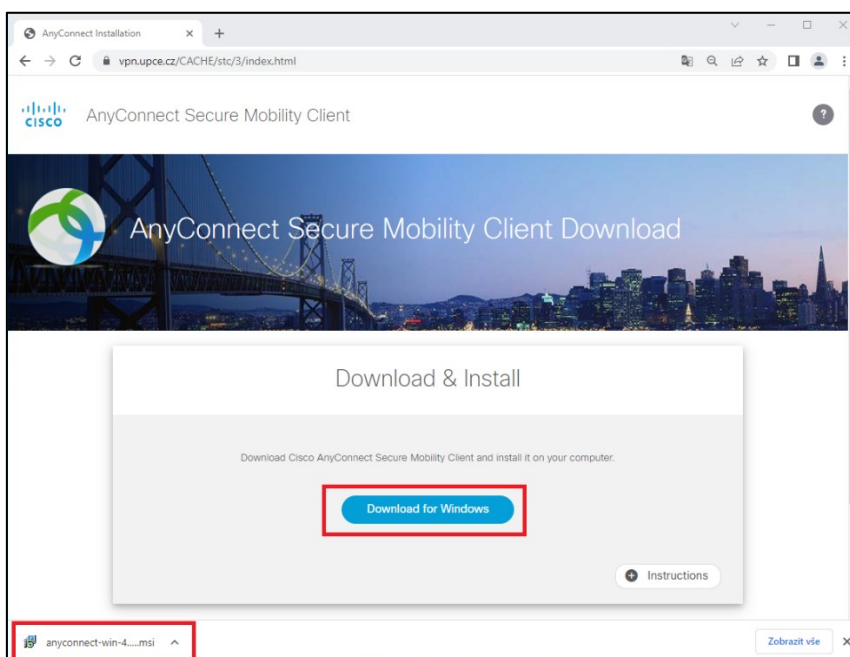 AnyConnect Installation
vpn.upce.cz/CACHE/stc/3/index.html
CISCO AnyConnect Secure Mobility Client
AnyConnect Secure Mobility Client Download
Download & Install
Download Cisco AnyConnect Secure Mobility Client and install it on your computer.
Download for Windows
Instructions
anyconnect-win-4.....msi
Zobrazit vše